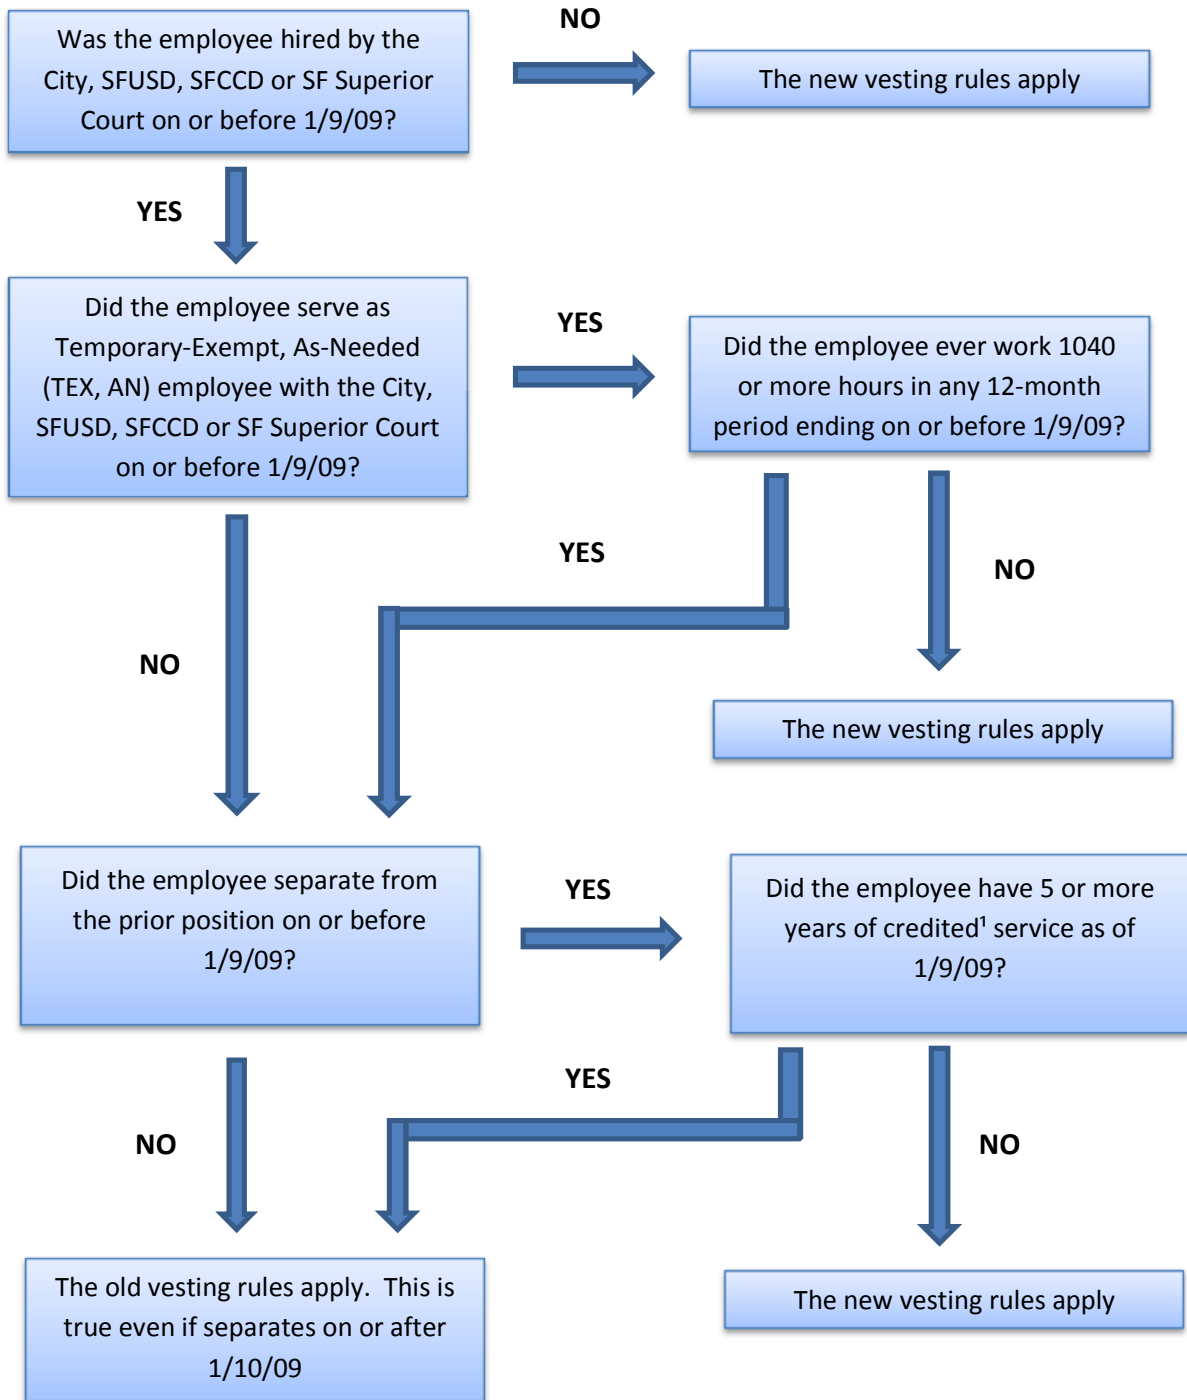 NO
Was the employee hired by the
City, SFUSD, SFCCD or SF Superior
Court on or before 1/9/09?
The new vesting rules apply
YES
Did the employee serve as
Temporary-Exempt, As-Needed
(TEX, AN) employee with the City,
SFUSD, SFCCD or SF Superior Court
on or before 1/9/09?
YES
Did the employee ever work 1040
or more hours in any 12-month
period ending on or before 1/9/09?
YES
NO
NO
The new vesting rules apply
Did the employee separate from
the prior position on or before
1/9/09?
YES
Did the employee have 5 or more
years of credited¹ service as of
1/9/09?
YES
NO
NO
The old vesting rules apply.  This is
true even if separates on or after
1/10/09
The new vesting rules apply